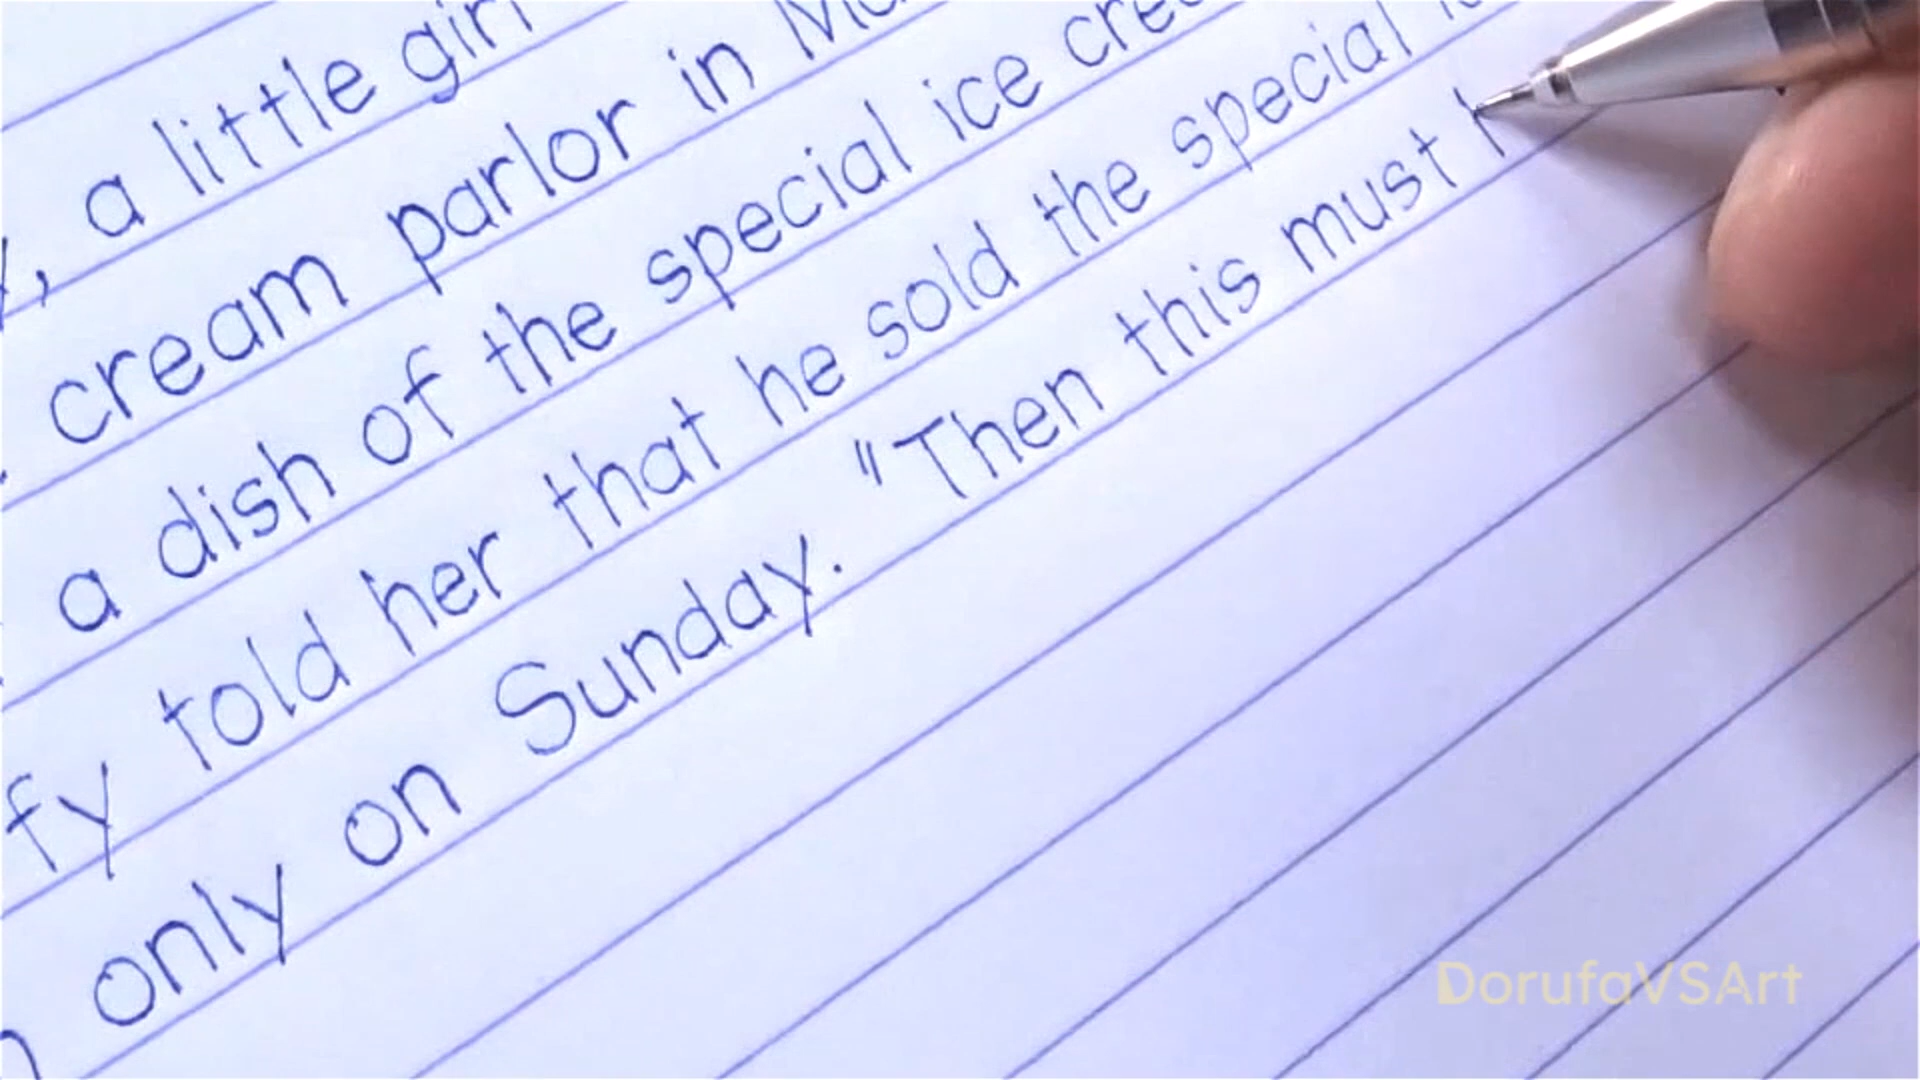 , a little girl
cream parlor in
a dish of the special ice
told her that he sold the special
only on Sunday. "Then this must
DorufaVSArt